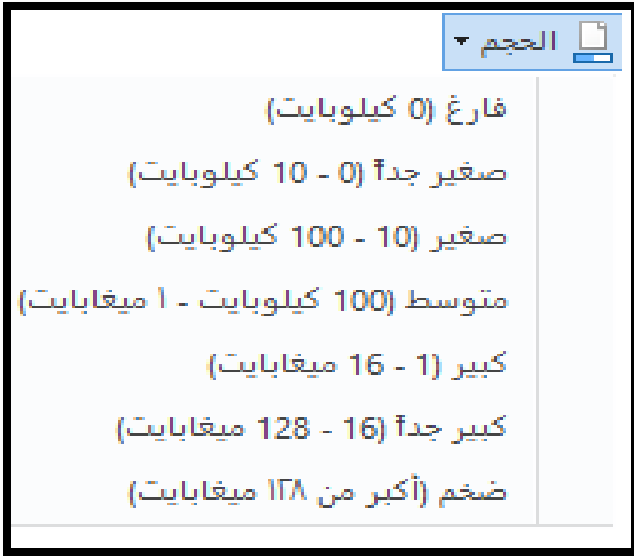 الحجم
فارغ (0 كيلوبايت)
صغير جداً (0 - 10 كيلوبايت)
صغير (10 - 100 كيلوبايت)
متوسط (100 كيلوبايت - ١ ميغابايت)
كبير (1 - 16 ميغابايت)
كبير جداً (16 - 128 ميغابايت)
ضخم (أكبر من ١٢٨ ميغابايت)